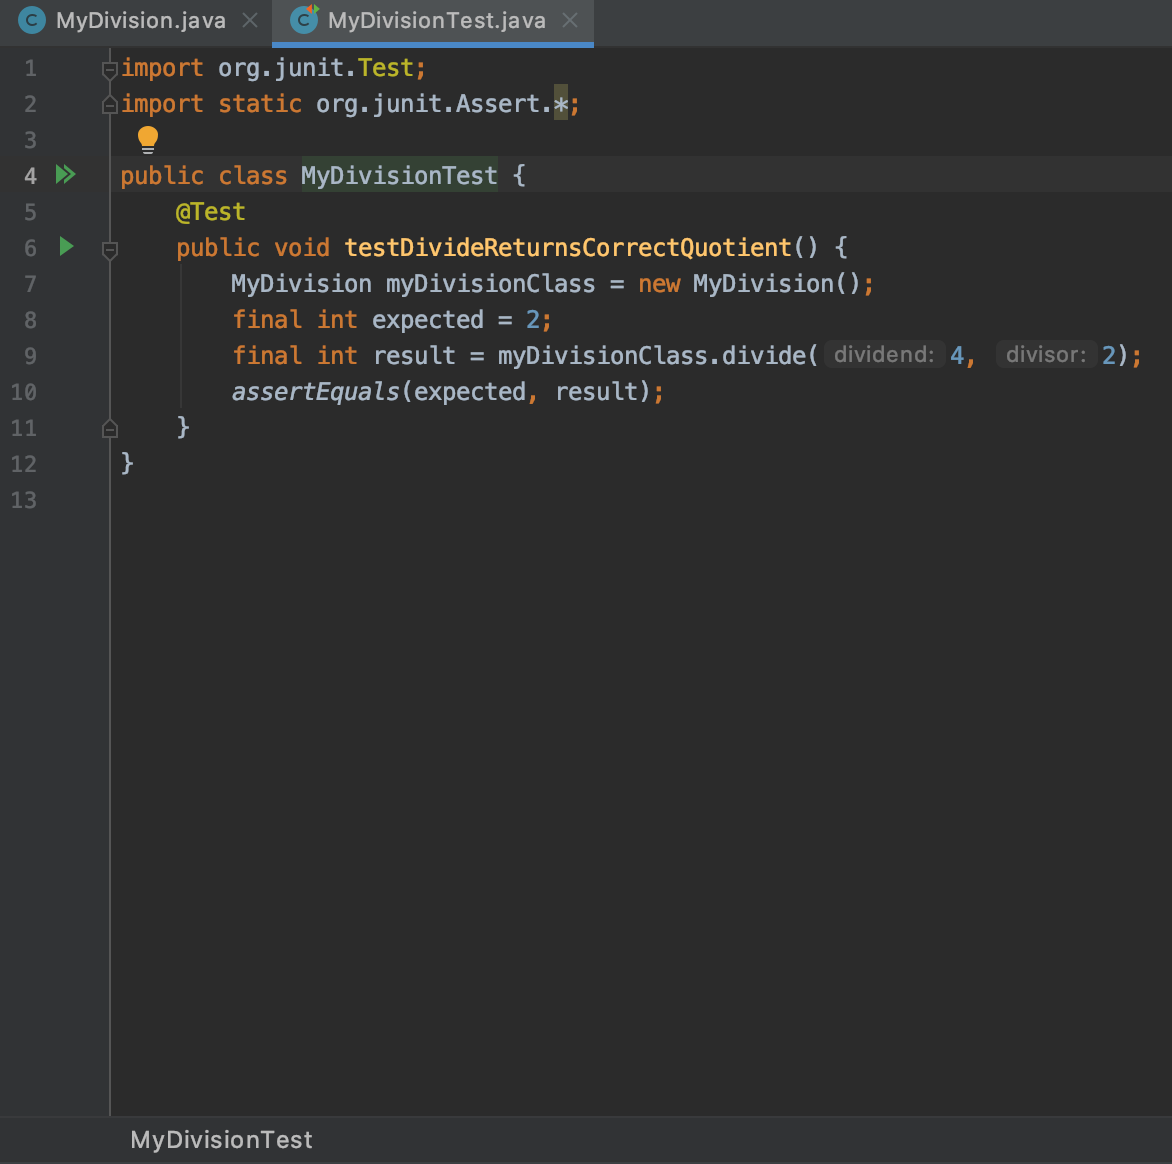 MyDivision.java MyDivisionTest.java
1 import org.junit.Test;
2 import static org.junit.Assert.*;
3
4 public class MyDivisionTest {
5 @Test
6 public void testDivideReturnsCorrectQuotient() {
7 MyDivision myDivisionClass = new MyDivision();
8 final int expected = 2;
9 final int result = myDivisionClass.divide( dividend: 4, divisor: 2);
10 assertEquals(expected, result);
11 }
12 }
13
MyDivisionTest